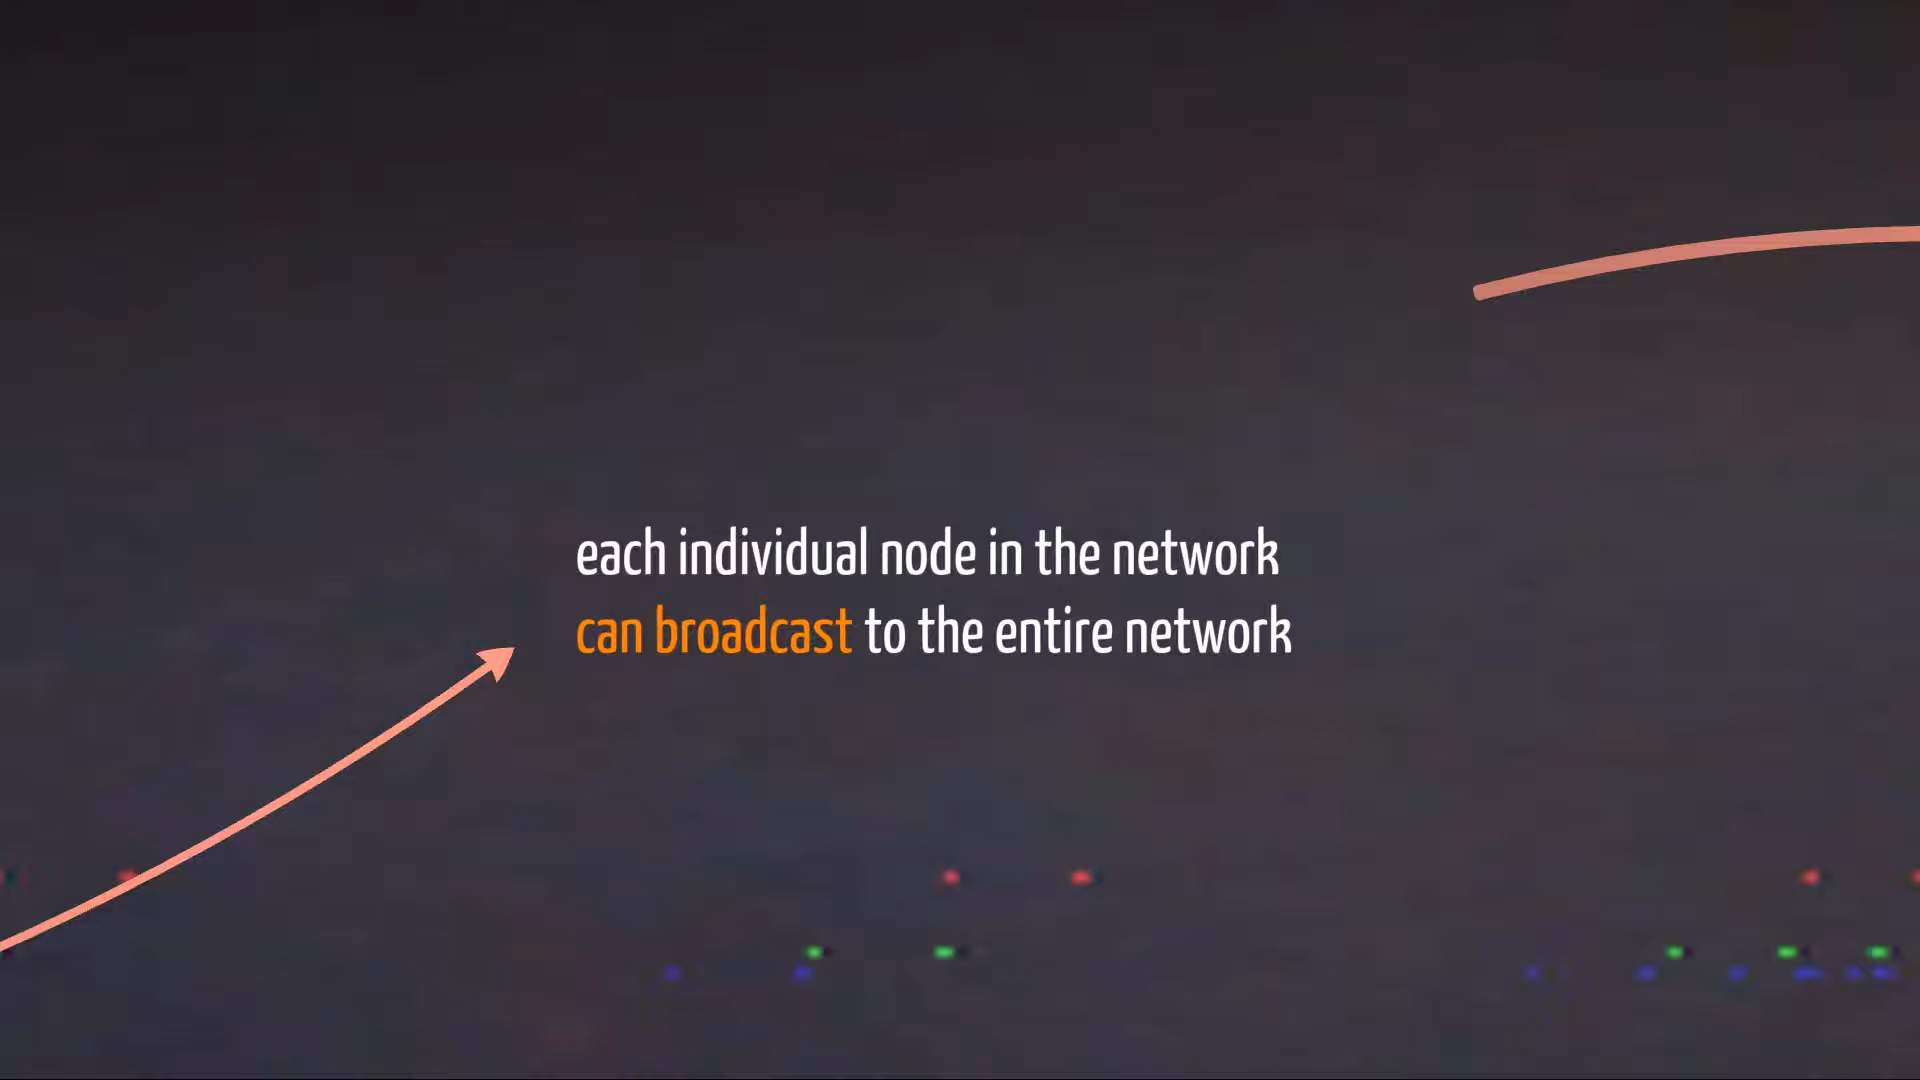 each individual node in the network
can broadcast to the entire network